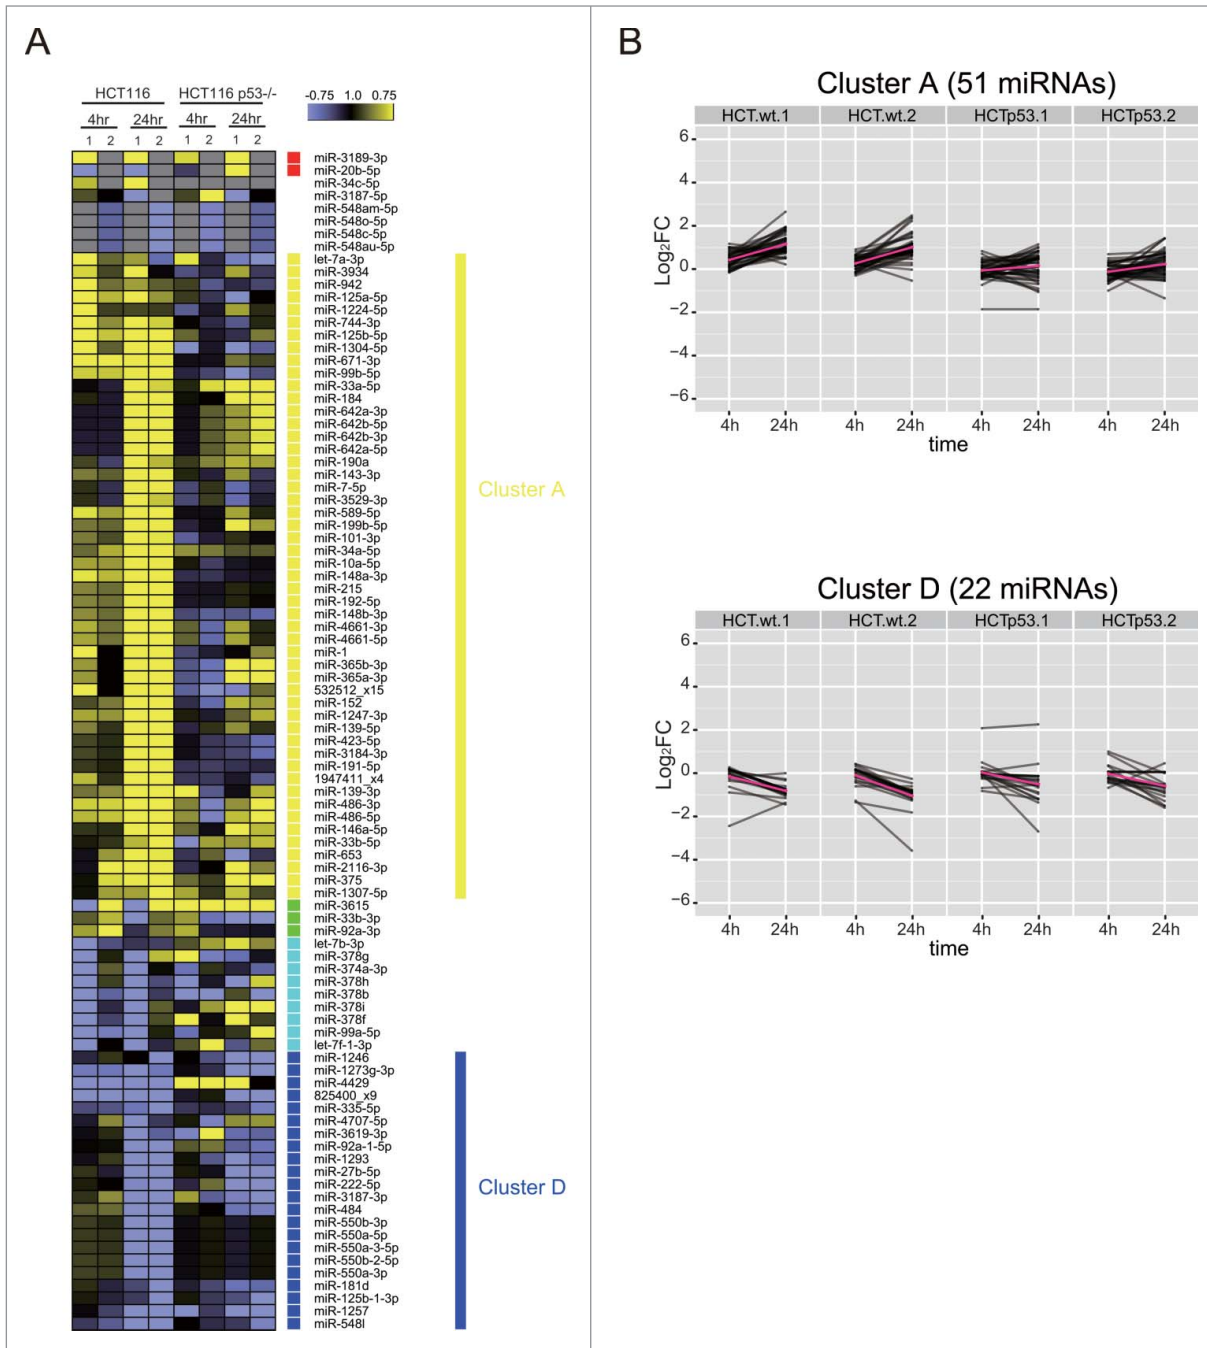 A
HCT116 HCT116 p53-/-
4hr 24hr 4hr 24hr
1 2 1 2 1 2 1 2
-0.75 1.0 0.75
miR-3189-3p
miR-20b-5p
miR-34c-5p
miR-3187-5p
miR-548am-5p
miR-548o-5p
miR-548c-5p
miR-548au-5p
let-7a-3p
miR-3934
miR-942
miR-125a-5p
miR-1224-5p
miR-744-3p
miR-125b-5p
miR-1304-5p
miR-671-3p
miR-99b-5p
miR-33a-5p
miR-184
miR-642a-3p
miR-642b-5p
miR-642b-3p
miR-642a-5p
miR-190a
miR-143-3p
miR-7-5p
miR-3529-3p
miR-589-5p
miR-199b-5p
miR-101-3p
miR-34a-5p
miR-10a-5p
miR-148a-3p
miR-215
miR-192-5p
miR-148b-3p
miR-4661-3p
miR-4661-5p
miR-1
miR-365b-3p
miR-365a-3p
532512_x15
miR-152
miR-1247-3p
miR-139-5p
miR-423-5p
miR-3184-3p
miR-191-5p
1947411_x4
miR-139-3p
miR-486-3p
miR-486-5p
miR-146a-5p
miR-33b-5p
miR-653
miR-2116-3p
miR-375
miR-1307-5p
miR-3615
miR-33b-3p
miR-92a-3p
let-7b-3p
miR-378g
miR-374a-3p
miR-378h
miR-378b
miR-378i
miR-378f
miR-99a-5p
let-7f-1-3p
miR-1246
miR-1273g-3p
miR-4429
825400_x9
miR-335-5p
miR-4707-5p
miR-3619-3p
miR-92a-1-5p
miR-1293
miR-27b-5p
miR-222-5p
miR-3187-3p
miR-484
miR-550b-3p
miR-550a-5p
miR-550a-3-5p
miR-550b-2-5p
miR-550a-3p
miR-181d
miR-125b-1-3p
miR-1257
miR-548l
Cluster A
Cluster D
B
Cluster A (51 miRNAs)
HCT.wt.1 HCT.wt.2 HCTp53.1 HCTp53.2
6
4
2
0
−2
−4
−6
Log₂FC
4h 24h 4h 24h 4h 24h 4h 24h
time
Cluster D (22 miRNAs)
HCT.wt.1 HCT.wt.2 HCTp53.1 HCTp53.2
6
4
2
0
−2
−4
−6
Log₂FC
4h 24h 4h 24h 4h 24h 4h 24h
time